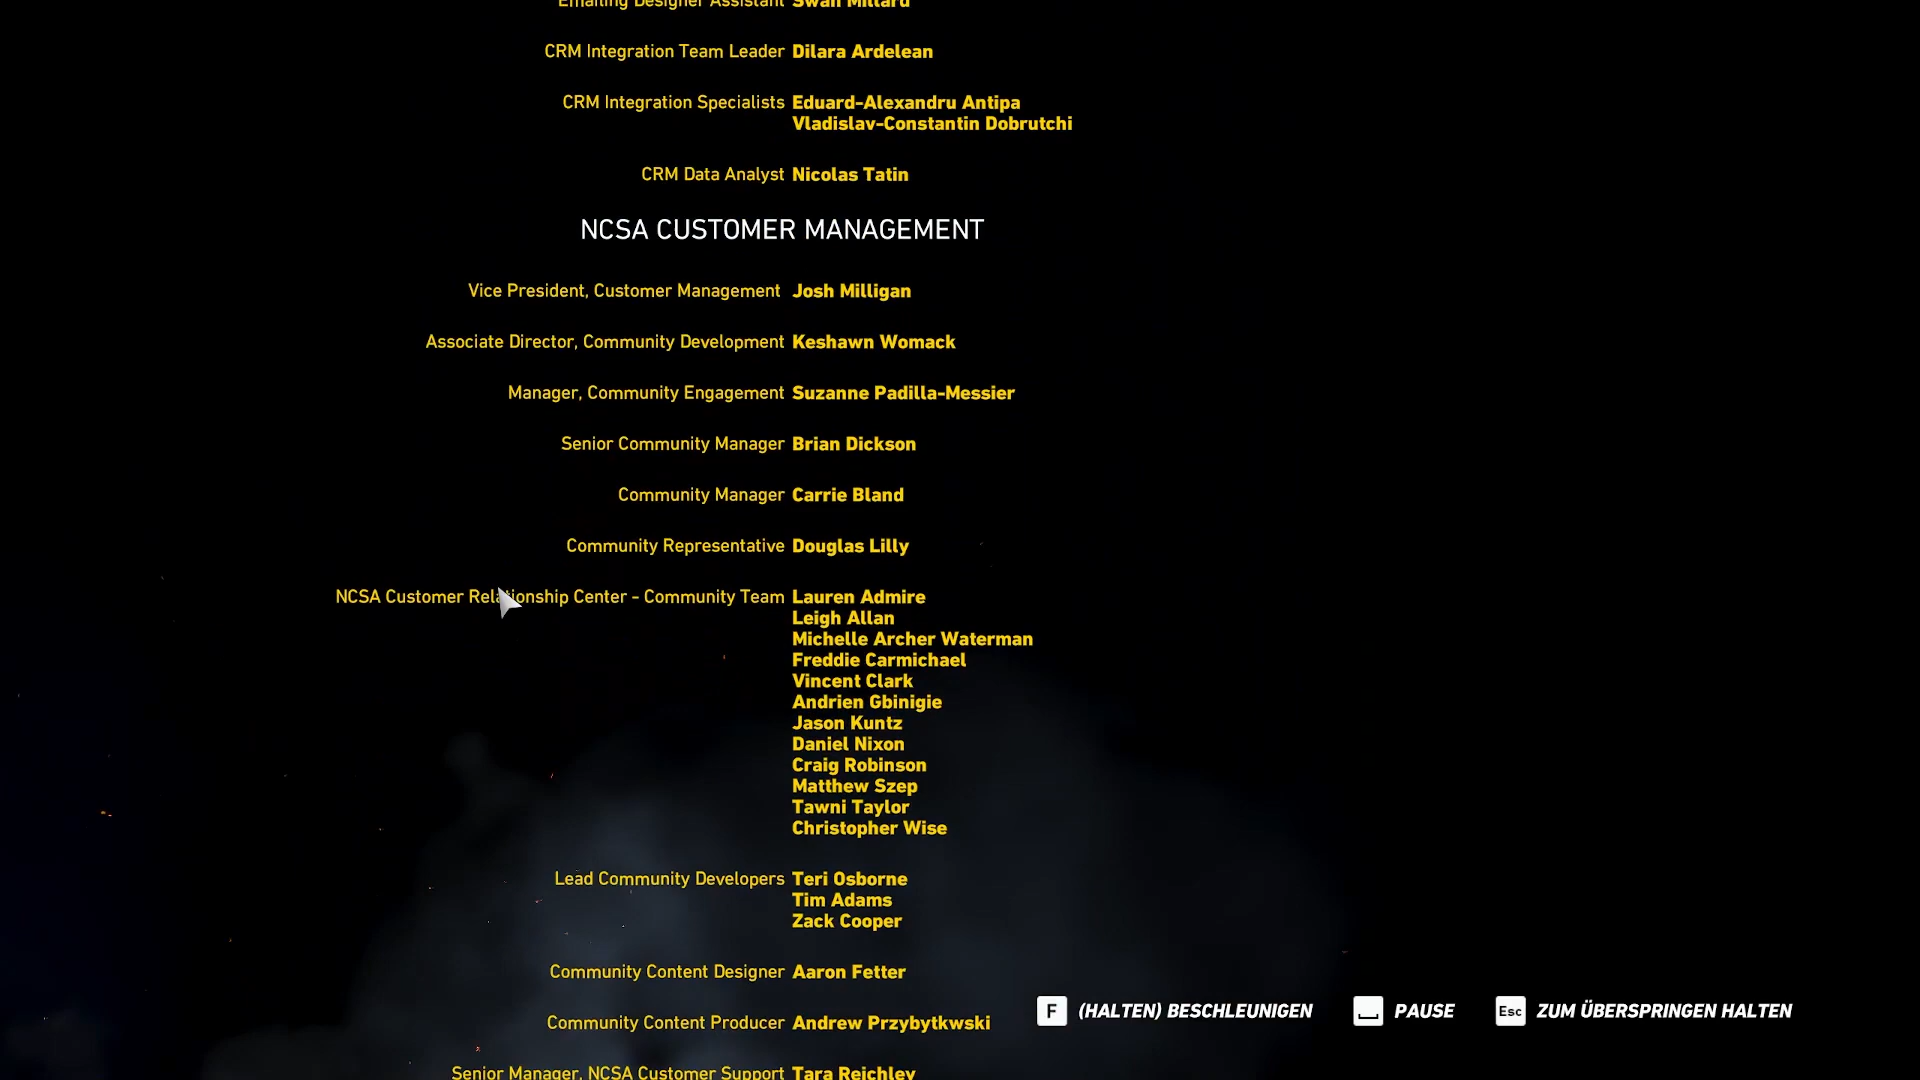 Emailing Designer Assistant Swan Millard
CRM Integration Team Leader Dilara Ardelean
CRM Integration Specialists Eduard-Alexandru Antipa
Vladislav-Constantin Dobrutchi
CRM Data Analyst Nicolas Tatin
NCSA CUSTOMER MANAGEMENT
Vice President, Customer Management Josh Milligan
Associate Director, Community Development Keshawn Womack
Manager, Community Engagement Suzanne Padilla-Messier
Senior Community Manager Brian Dickson
Community Manager Carrie Bland
Community Representative Douglas Lilly
NCSA Customer Relationship Center - Community Team Lauren Admire
Leigh Allan
Michelle Archer Waterman
Freddie Carmichael
Vincent Clark
Andrien Gbinigie
Jason Kuntz
Daniel Nixon
Craig Robinson
Matthew Szep
Tawni Taylor
Christopher Wise
Lead Community Developers Teri Osborne
Tim Adams
Zack Cooper
Community Content Designer Aaron Fetter
Community Content Producer Andrew Przybytkwski
Senior Manager, NCSA Customer Support Tara Reichley
F (HALTEN) BESCHLEUNIGEN PAUSE Esc ZUM ÜBERSPRINGEN HALTEN